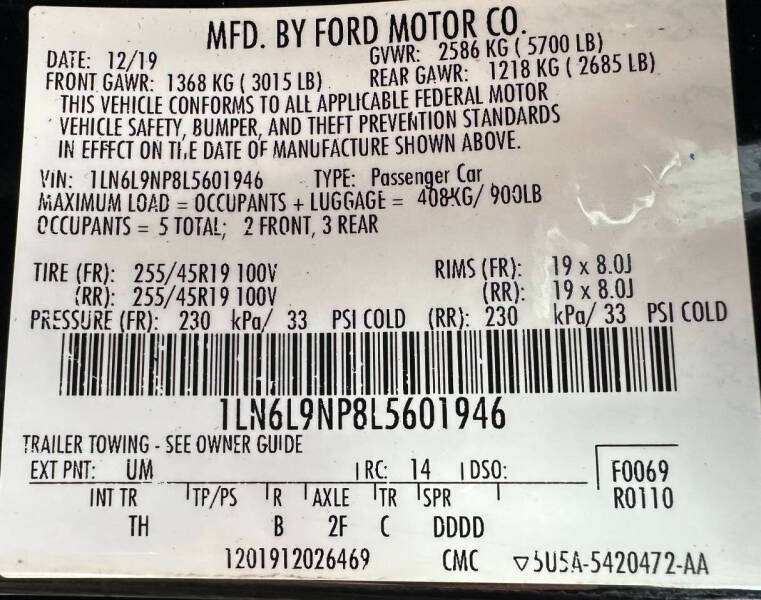 MFD. BY FORD MOTOR CO.
DATE: 12/19 GVWR: 2586 KG ( 5700 LB)
FRONT GAWR: 1368 KG ( 3015 LB) REAR GAWR: 1218 KG ( 2685 LB)
THIS VEHICLE CONFORMS TO ALL APPLICABLE FEDERAL MOTOR
VEHICLE SAFETY, BUMPER, AND THEFT PREVENTION STANDARDS
IN EFFECT ON THE DATE OF MANUFACTURE SHOWN ABOVE.
VIN: 1LN6L9NP8L5601946 TYPE: Passenger Car
MAXIMUM LOAD = OCCUPANTS + LUGGAGE = 408KG/ 900LB
OCCUPANTS = 5 TOTAL; 2 FRONT, 3 REAR
TIRE (FR): 255/45R19 100V RIMS (FR): 19 x 8.0J
(RR): 255/45R19 100V (RR): 19 x 8.0J
PRESSURE (FR): 230 kPa/ 33 PSI COLD (RR): 230 kPa/ 33 PSI COLD
1LN6L9NP8L5601946
TRAILER TOWING - SEE OWNER GUIDE
EXT PNT: UM RC: 14 DSO: F0069
INT TR TP/PS R AXLE TR SPR R0110
TH B 2F C DDDD
1201912026469 CMC ▽5U5A-5420472-AA